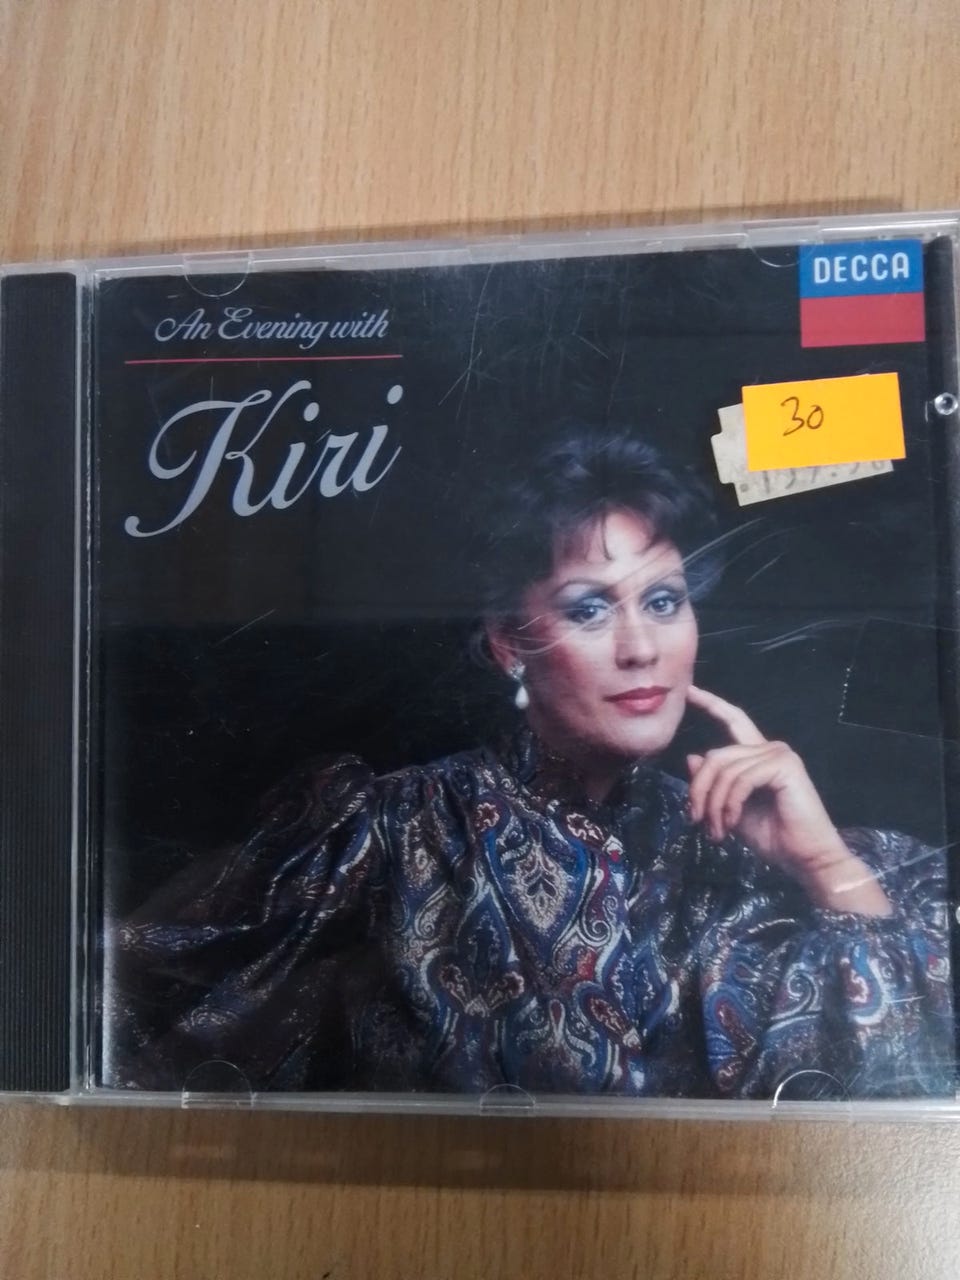 An Evening with
Kiri
DECCA
30